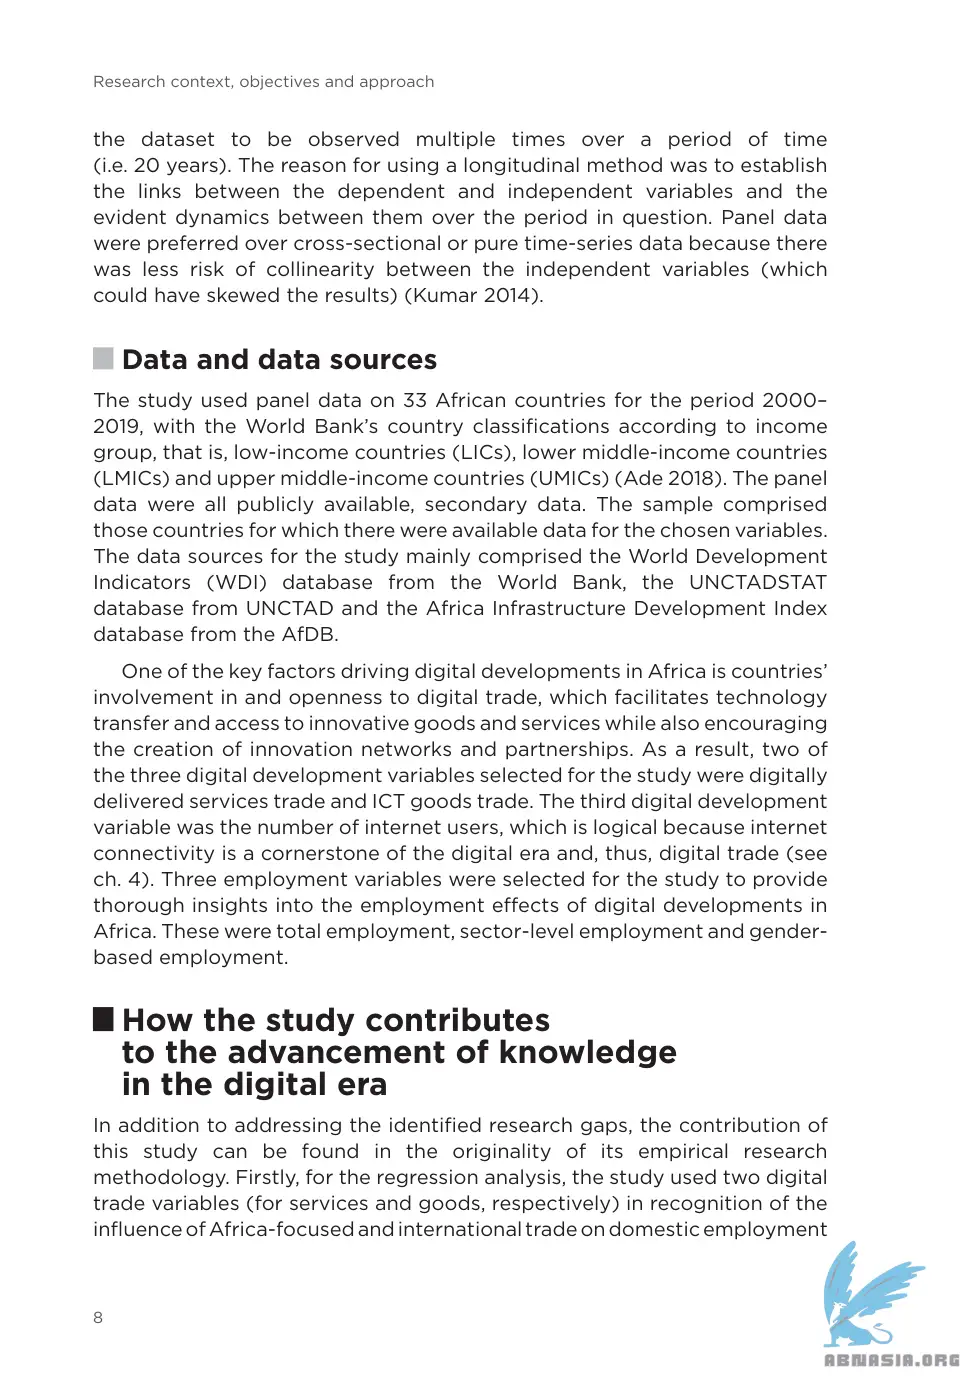 Research context, objectives and approach
the dataset to be observed multiple times over a period of time
(i.e. 20 years). The reason for using a longitudinal method was to establish
the links between the dependent and independent variables and the
evident dynamics between them over the period in question. Panel data
were preferred over cross-sectional or pure time-series data because there
was less risk of collinearity between the independent variables (which
could have skewed the results) (Kumar 2014).
Data and data sources
The study used panel data on 33 African countries for the period 2000–
2019, with the World Bank’s country classifications according to income
group, that is, low-income countries (LICs), lower middle-income countries
(LMICs) and upper middle-income countries (UMICs) (Ade 2018). The panel
data were all publicly available, secondary data. The sample comprised
those countries for which there were available data for the chosen variables.
The data sources for the study mainly comprised the World Development
Indicators (WDI) database from the World Bank, the UNCTADSTAT
database from UNCTAD and the Africa Infrastructure Development Index
database from the AfDB.
One of the key factors driving digital developments in Africa is countries’
involvement in and openness to digital trade, which facilitates technology
transfer and access to innovative goods and services while also encouraging
the creation of innovation networks and partnerships. As a result, two of
the three digital development variables selected for the study were digitally
delivered services trade and ICT goods trade. The third digital development
variable was the number of internet users, which is logical because internet
connectivity is a cornerstone of the digital era and, thus, digital trade (see
ch. 4). Three employment variables were selected for the study to provide
thorough insights into the employment effects of digital developments in
Africa. These were total employment, sector-level employment and gender-
based employment.
How the study contributes
to the advancement of knowledge
in the digital era
In addition to addressing the identified research gaps, the contribution of
this study can be found in the originality of its empirical research
methodology. Firstly, for the regression analysis, the study used two digital
trade variables (for services and goods, respectively) in recognition of the
influence of Africa-focused and international trade on domestic employment
8
ABNASIA.ORG